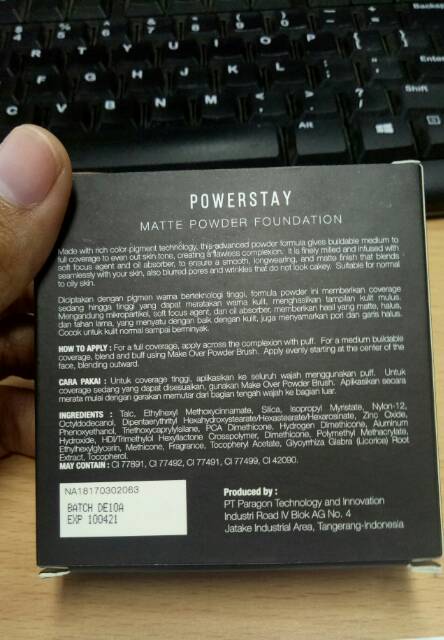 POWERSTAY
MATTE POWDER FOUNDATION
Made with rich color pigment technology, this advanced powder formula gives buildable medium to
full coverage to even out skin tone, creating a flawless complexion. It is finely milled and infused with
soft focus agent and oil absorber, to ensure a smooth, longwearing, and matte finish that blends
seamlessly with your skin, also blurred pores and wrinkles that do not look cakey. Suitable for normal
to oily skin.
Diciptakan dengan pigmen warna berteknologi tinggi, formula powder ini memberikan coverage
sedang hingga tinggi yang dapat meratakan warna kulit, menghasilkan tampilan kulit mulus.
Mengandung mikropartikel, soft focus agent, dan oil absorber, memberikan hasil yang matte, halus,
dan tahan lama, yang menyatu dengan baik dengan kulit, juga menyamarkan pori dan garis halus.
Cocok untuk kulit normal sampai berminyak.
HOW TO APPLY : For a full coverage, apply across the complexion with puff. For a medium buildable
coverage, blend and buff using Make Over Powder Brush. Apply evenly starting at the center of the
face, blending outward.
CARA PAKAI : Untuk coverage tinggi, aplikasikan ke seluruh wajah menggunakan puff. Untuk
coverage sedang yang dapat disesuaikan, gunakan Make Over Powder Brush. Aplikasikan secara
merata mulai dengan gerakan memutar dari bagian tengah wajah ke bagian luar.
INGREDIENTS : Talc, Ethylhexyl Methoxycinnamate, Silica, Isopropyl Myristate, Nylon-12,
Octyldodecanol, Dipentaerythrityl Hexahydroxystearate/Hexastearate/Hexarosinate, Zinc Oxide,
Phenoxyethanol, Triethoxycaprylylsilane, PCA Dimethicone, Hydrogen Dimethicone, Aluminum
Hydroxide, HDI/Trimethylol Hexyllactone Crosspolymer, Dimethicone, Polymethyl Methacrylate,
Ethylhexylglycerin, Methicone, Fragrance, Tocopheryl Acetate, Glycyrrhiza Glabra (Licorice) Root
Extract, Tocopherol.
MAY CONTAIN : CI 77891, CI 77492, CI 77491, CI 77499, CI 42090.
NA18170302063
BATCH DE10A
EXP 100421
Produced by :
PT Paragon Technology and Innovation
Industri Road IV Blok AG No. 4
Jatake Industrial Area, Tangerang-Indonesia